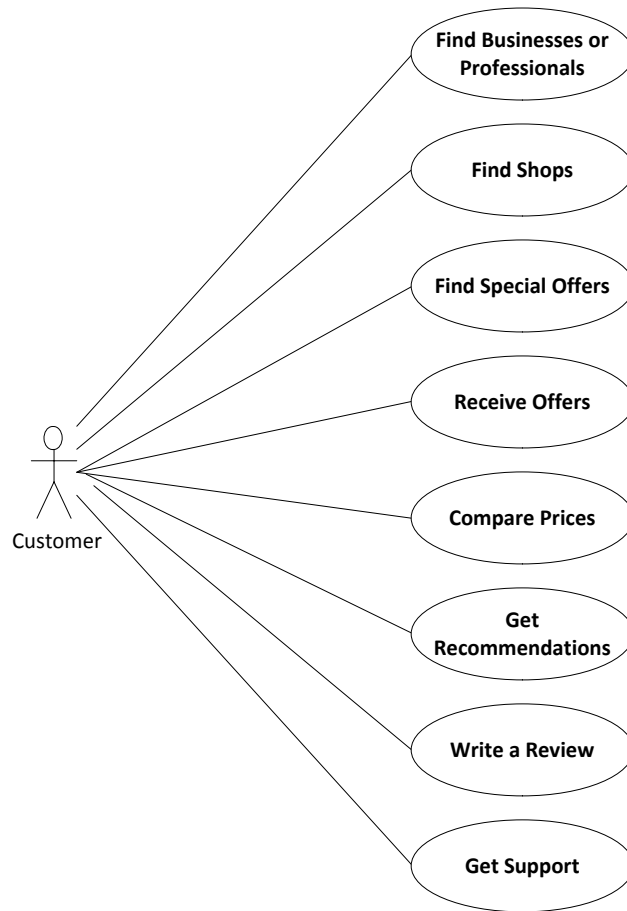 Find Businesses or
Professionals
Find Shops
Find Special Offers
Receive Offers
Compare Prices
Customer
Get
Recommendations
Write a Review
Get Support